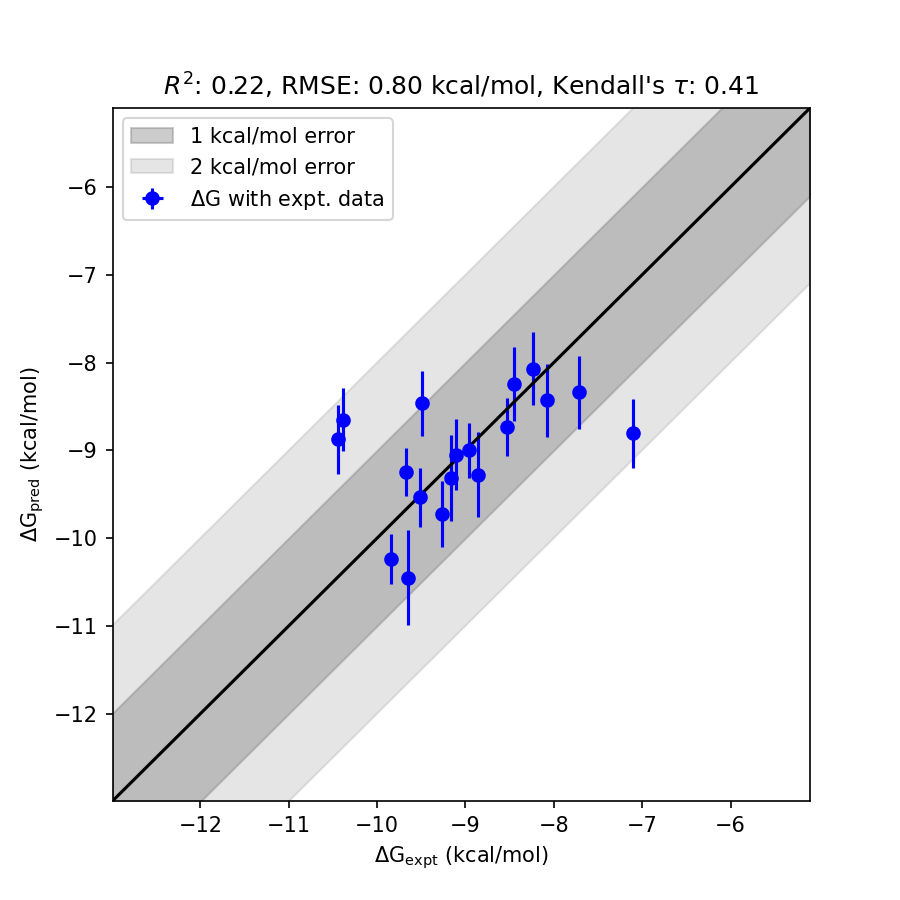 R²: 0.22, RMSE: 0.80 kcal/mol, Kendall's τ: 0.41
1 kcal/mol error
2 kcal/mol error
ΔG with expt. data
−6
−7
−8
−9
−10
−11
−12
ΔGpred (kcal/mol)
−12 −11 −10 −9 −8 −7 −6
ΔGexpt (kcal/mol)